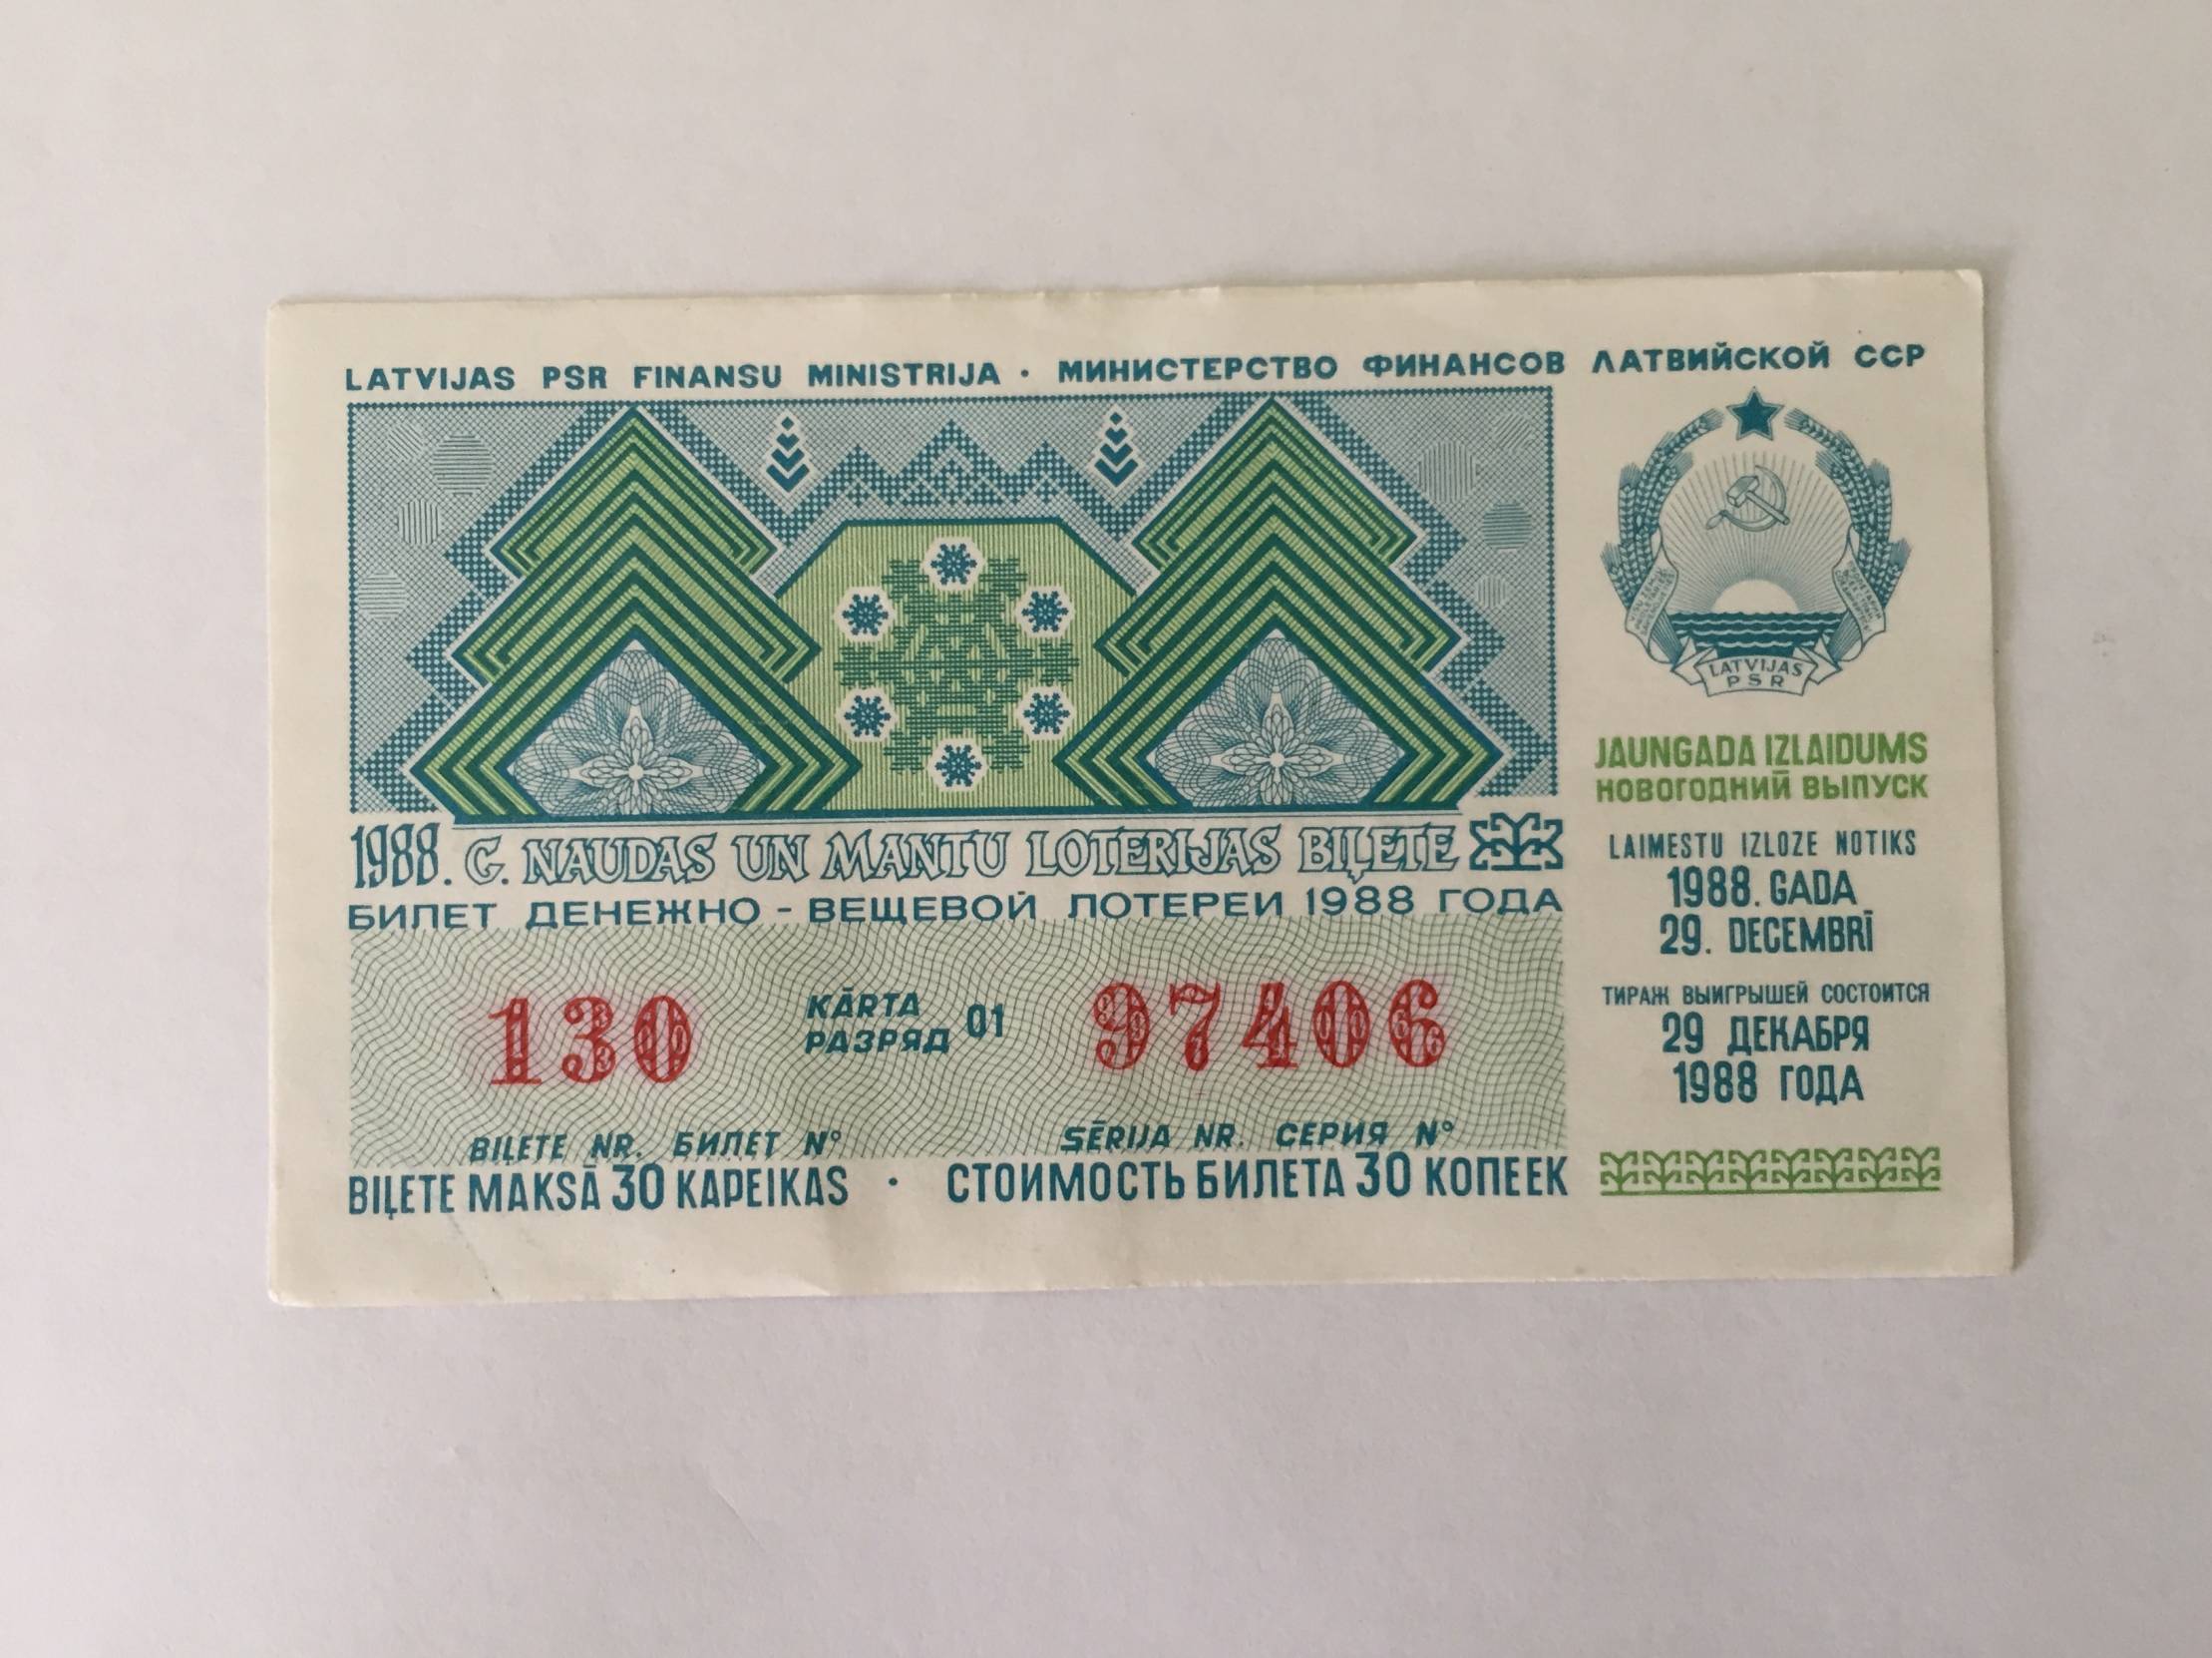 LATVIJAS PSR FINANSU MINISTRIJA · МИНИСТЕРСТВО ФИНАНСОВ ЛАТВИЙСКОЙ ССР
LATVIJAS
PSR
JAUNGADA IZLAIDUMS
НОВОГОДНИЙ ВЫПУСК
1988. G. NAUDAS UN MANTU LOTERIJAS BIĻETE
БИЛЕТ ДЕНЕЖНО - ВЕЩЕВОЙ ЛОТЕРЕИ 1988 ГОДА
LAIMESTU IZLOZE NOTIKS
1988. GADA
29. DECEMBRĪ
130 KĀRTA
РАЗРЯД 01 97406
ТИРАЖ ВЫИГРЫШЕЙ СОСТОИТСЯ
29 ДЕКАБРЯ
1988 ГОДА
BIĻETE NR. БИЛЕТ № SĒRIJA NR. СЕРИЯ №
BIĻETE MAKSĀ 30 KAPEIKAS · СТОИМОСТЬ БИЛЕТА 30 КОПЕЕК